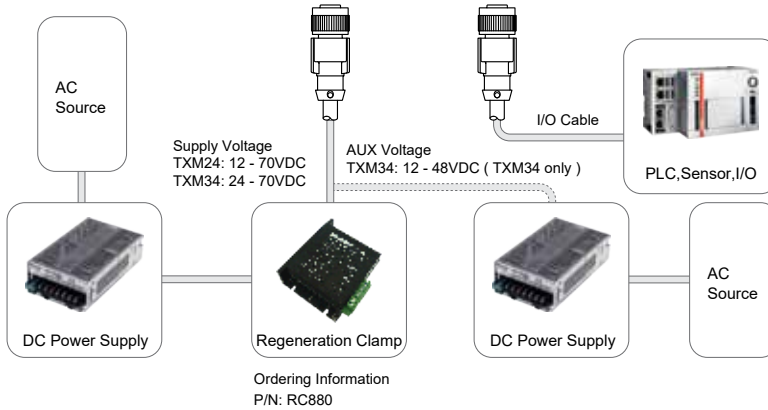 AC
Source
I/O Cable
Supply Voltage
TXM24: 12 - 70VDC
TXM34: 24 - 70VDC
AUX Voltage
TXM34: 12 - 48VDC ( TXM34 only )
PLC,Sensor,I/O
DC Power Supply
Regeneration Clamp
DC Power Supply
AC
Source
Ordering Information
P/N: RC880